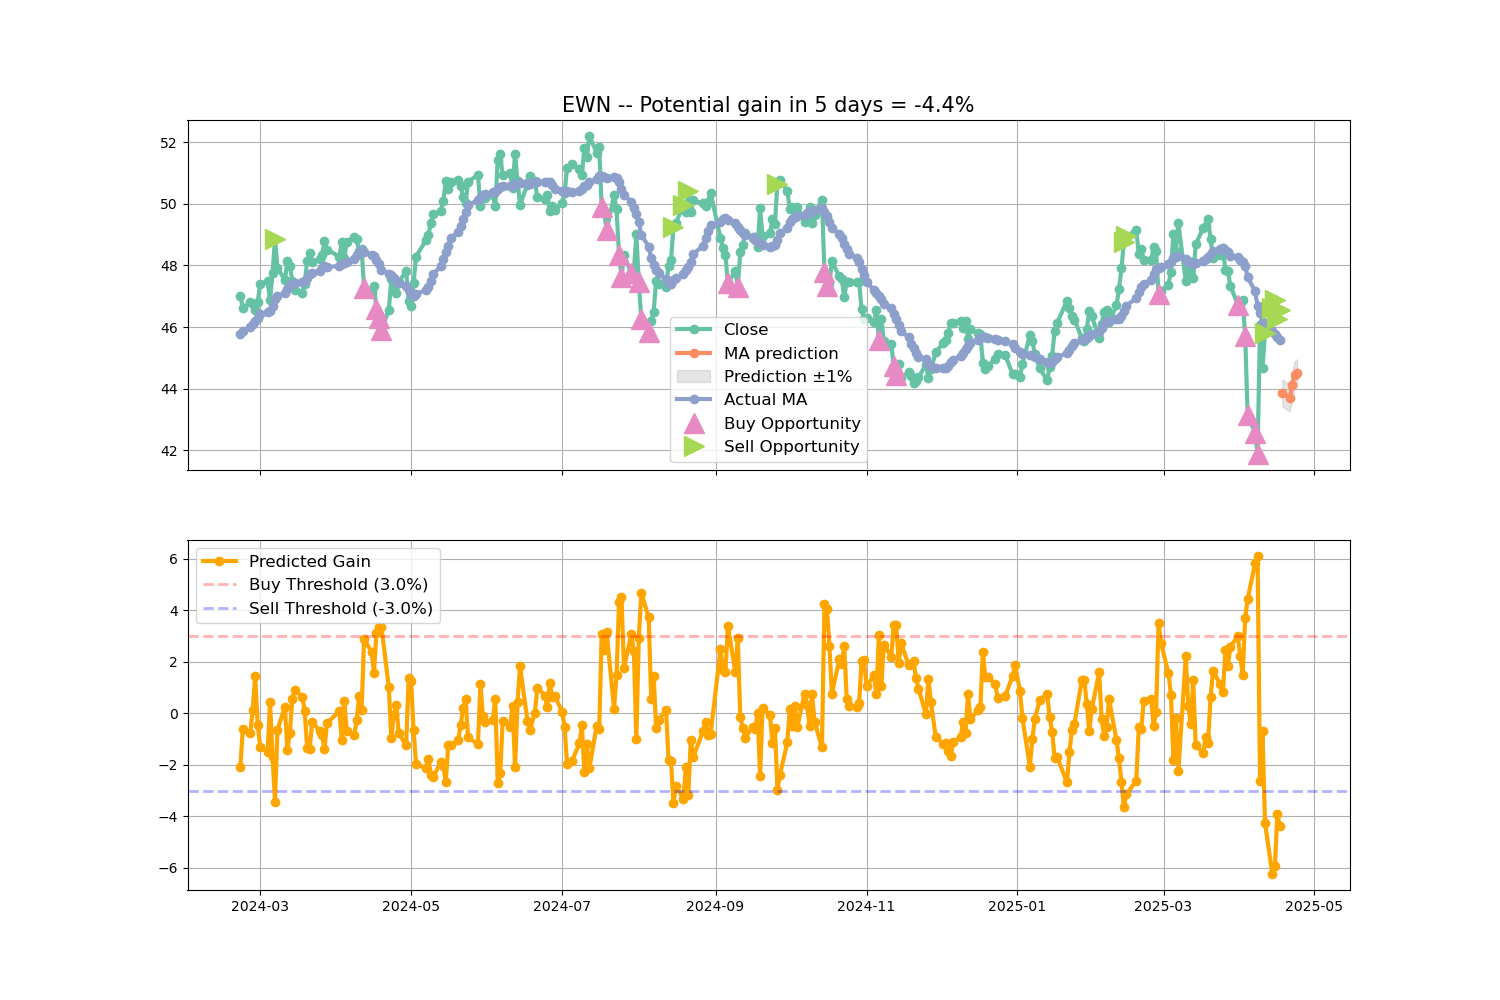 EWN -- Potential gain in 5 days = -4.4%
52
50
48
46
44
42
Close
MA prediction
Prediction ±1%
Actual MA
Buy Opportunity
Sell Opportunity
6
4
2
0
−2
−4
−6
Predicted Gain
Buy Threshold (3.0%)
Sell Threshold (-3.0%)
2024-03
2024-05
2024-07
2024-09
2024-11
2025-01
2025-03
2025-05